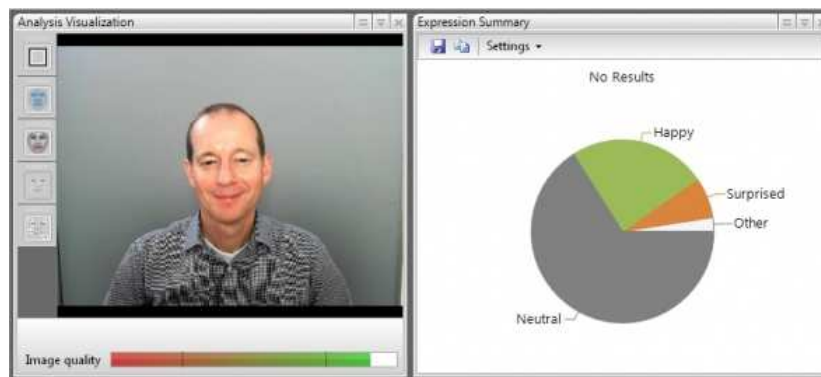 Analysis Visualization
Image quality
Expression Summary
Settings
No Results
Happy
Surprised
Other
Neutral